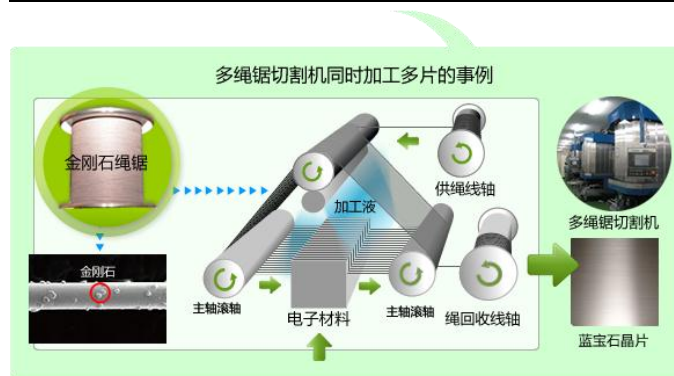 多绳锯切割机同时加工多片的事例
金刚石绳锯
供绳线轴
加工液
多绳锯切割机
金刚石
主轴滚轴
电子材料
主轴滚轴
绳回收线轴
蓝宝石晶片